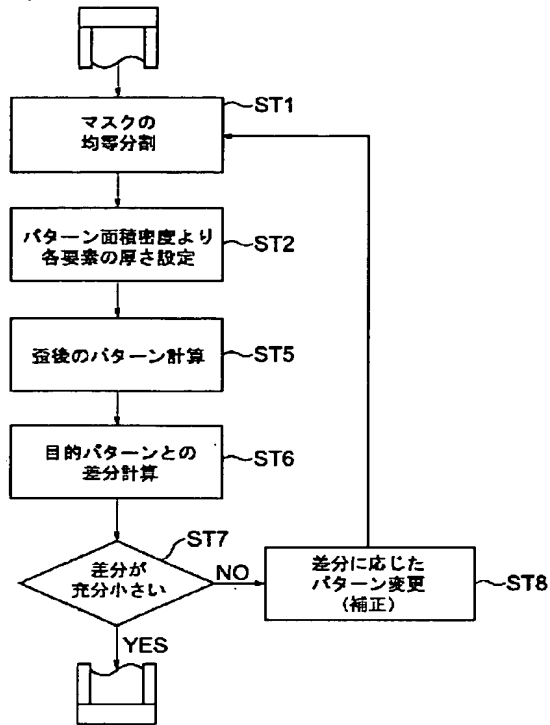 マスクの
均等分割
ST1
パターン面積密度より
各要素の厚さ設定
ST2
歪後のパターン計算
ST5
目的パターンとの
差分計算
ST6
差分が
充分小さい
ST7
NO
YES
差分に応じた
パターン変更
(補正)
ST8